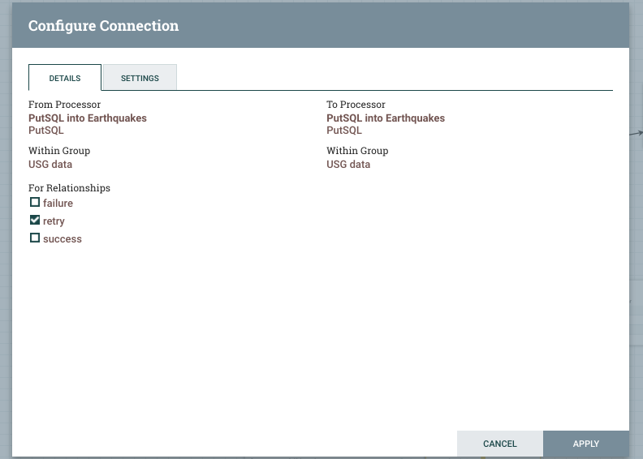 Configure Connection
DETAILS
SETTINGS
From Processor
PutSQL into Earthquakes
PutSQL
Within Group
USG data
To Processor
PutSQL into Earthquakes
PutSQL
Within Group
USG data
For Relationships
failure
retry
success
CANCEL
APPLY